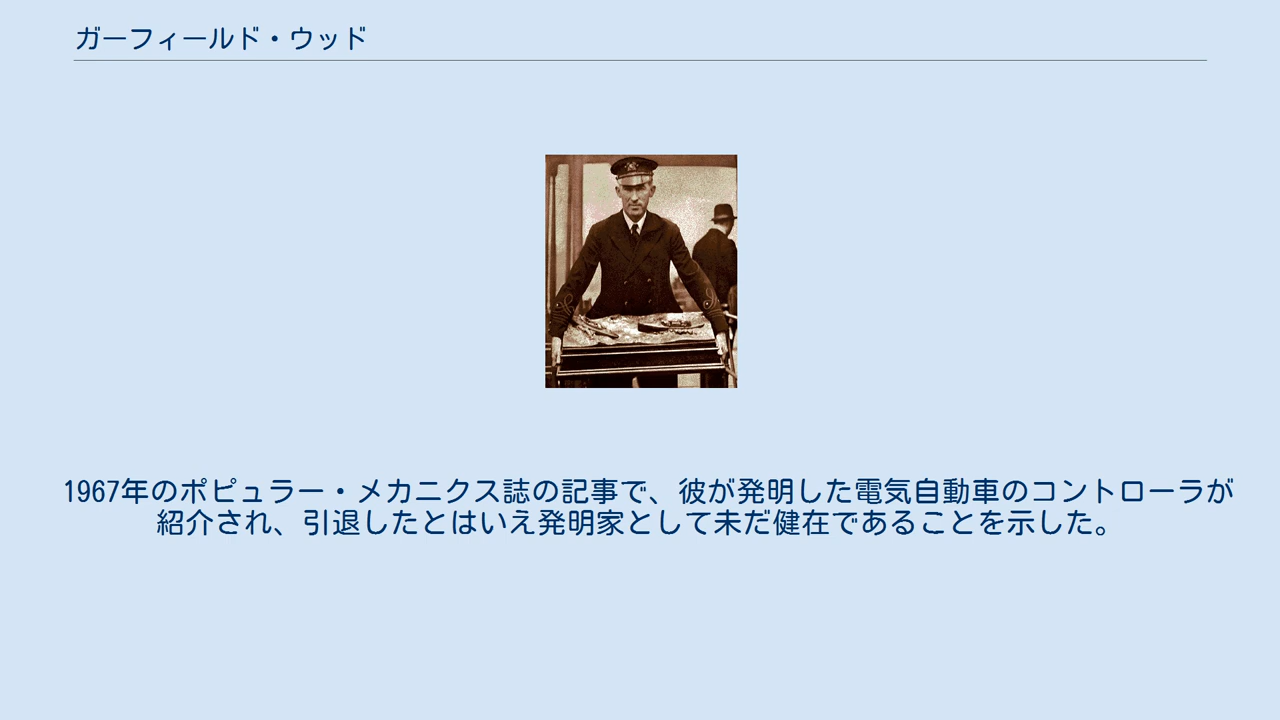 ガーフィールド・ウッド
1967年のポピュラー・メカニクス誌の記事で、彼が発明した電気自動車のコントローラが
紹介され、引退したとはいえ発明家として未だ健在であることを示した。